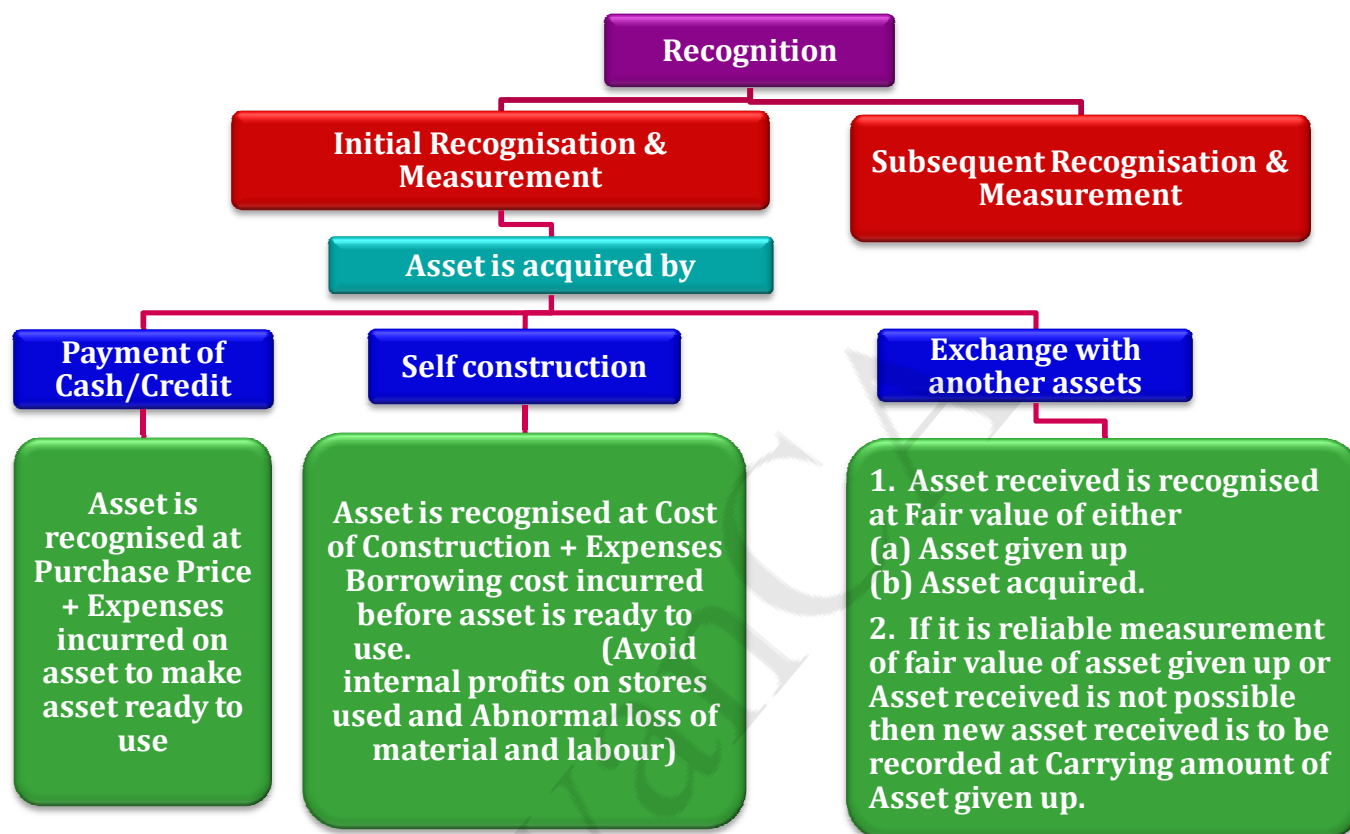 Recognition
Initial Recognisation &
Measurement
Subsequent Recognisation &
Measurement
Asset is acquired by
Payment of
Cash/Credit
Self construction
Exchange with
another assets
Asset is
recognised at
Purchase Price
+ Expenses
incurred on
asset to make
asset ready to
use
Asset is recognised at Cost
of Construction + Expenses
Borrowing cost incurred
before asset is ready to
use. (Avoid
internal profits on stores
used and Abnormal loss of
material and labour)
1. Asset received is recognised
at Fair value of either
(a) Asset given up
(b) Asset acquired.
2. If it is reliable measurement
of fair value of asset given up or
Asset received is not possible
then new asset received is to be
recorded at Carrying amount of
Asset given up.